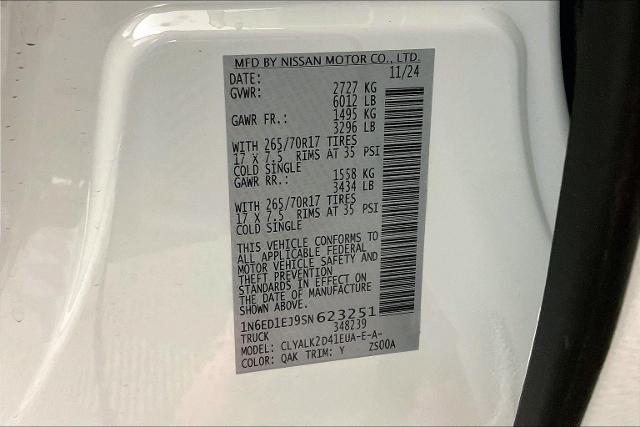 MFD BY NISSAN MOTOR CO., LTD.
DATE: 11/24
GVWR: 2727 KG
6012 LB
GAWR FR.: 1495 KG
3296 LB
WITH 265/70R17 TIRES
17 X 7.5 RIMS AT 35 PSI
COLD SINGLE
GAWR RR.: 1558 KG
3434 LB
WITH 265/70R17 TIRES
17 X 7.5 RIMS AT 35 PSI
COLD SINGLE
THIS VEHICLE CONFORMS TO
ALL APPLICABLE FEDERAL
MOTOR VEHICLE SAFETY AND
THEFT PREVENTION
STANDARDS IN EFFECT ON
THE DATE OF MANUFACTURE
SHOWN ABOVE.
1N6ED1EJ9SN623251
TRUCK 348239
MODEL: CLYALK2D41EUA-E-A-
COLOR: QAK TRIM: Y ZS00A